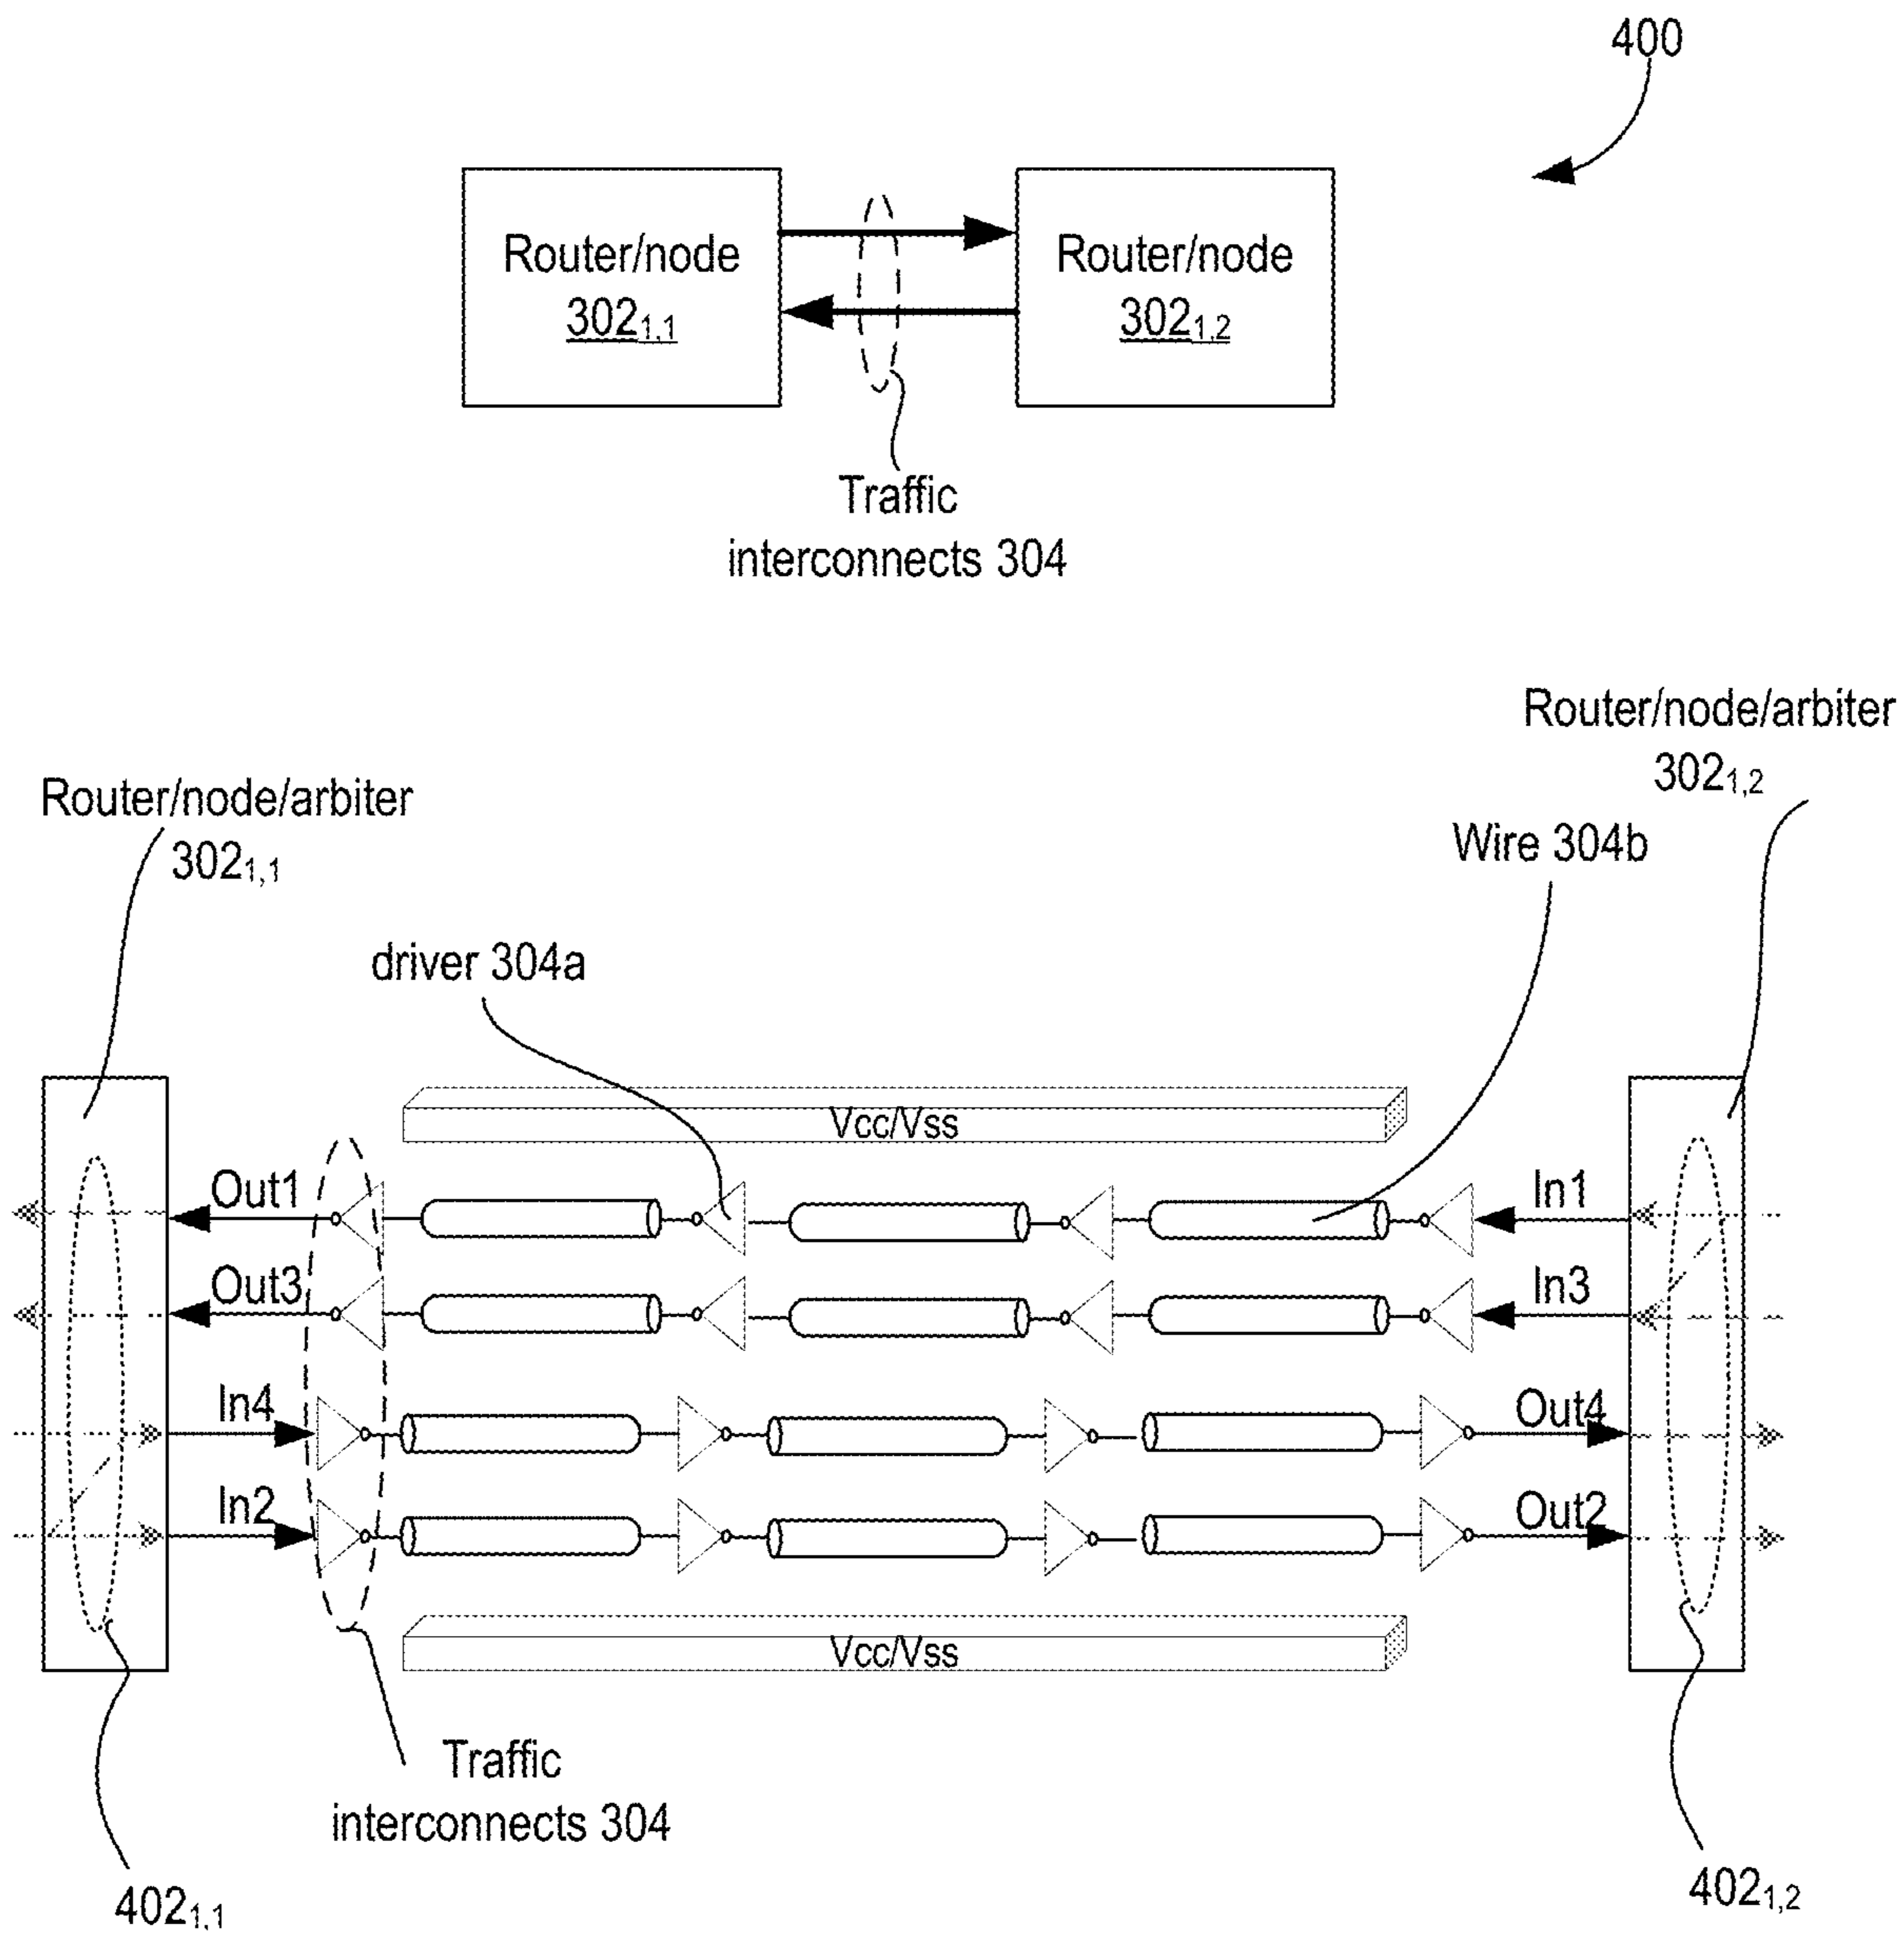 400
Router/node
3021,1
Router/node
3021,2
Traffic
interconnects 304
Router/node/arbiter
3021,2
Router/node/arbiter
3021,1
Wire 304b
driver 304a
Vcc/Vss
Out1
In1
Out3
In3
In4
Out4
In2
Out2
Vcc/Vss
Traffic
interconnects 304
4021,1
4021,2